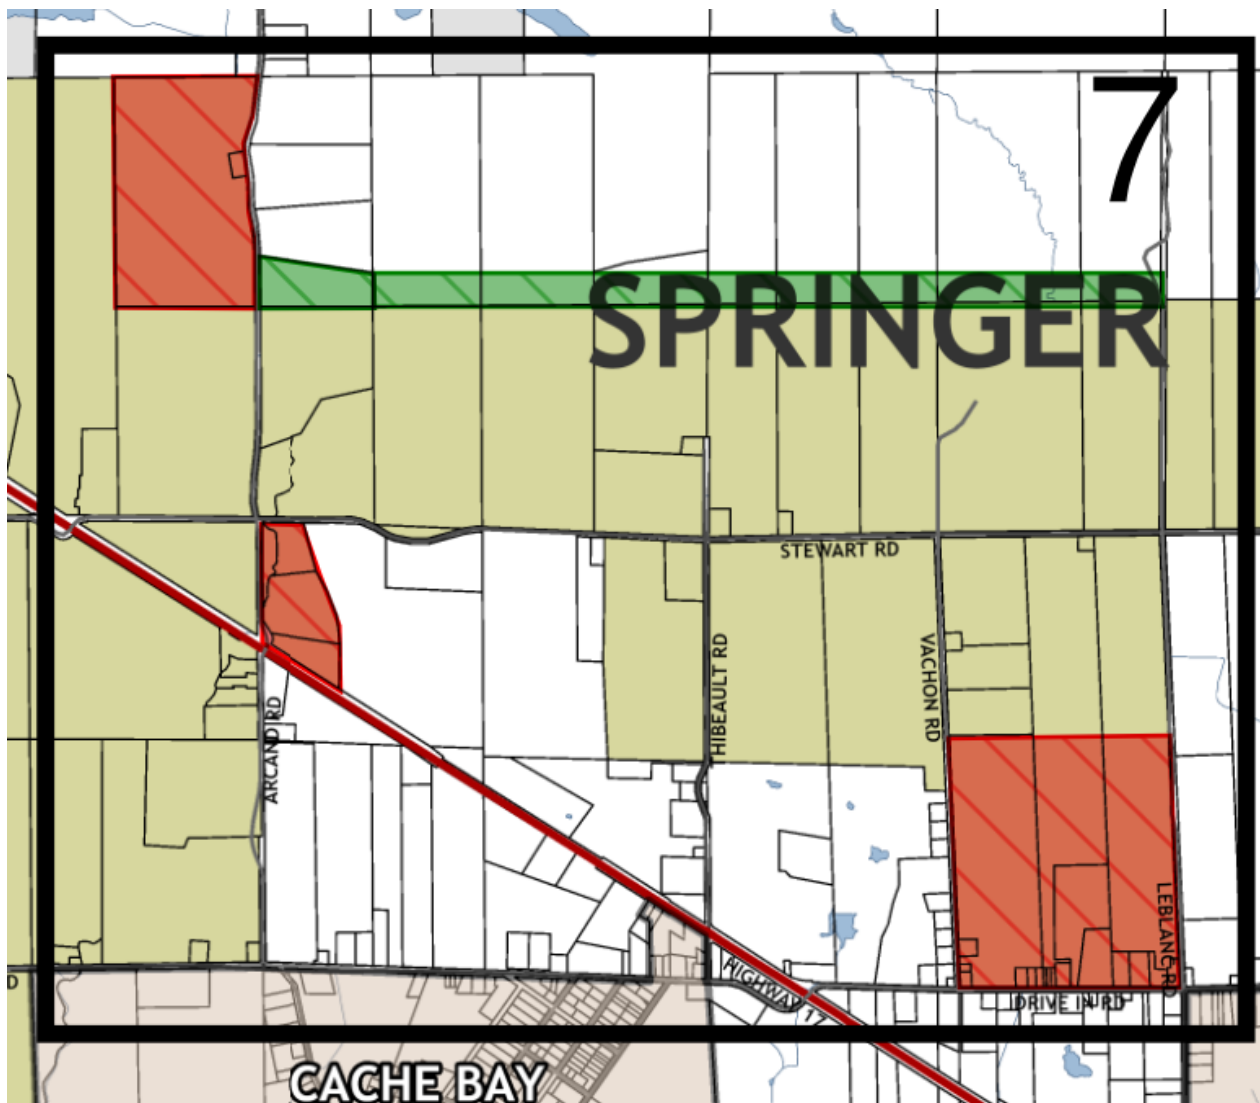 7
SPRINGER
STEWART RD
THIBEAULT RD
VACHON RD
ARCAND RD
LEBLANC RD
HIGHWAY 17
DRIVE IN RD
CACHE BAY